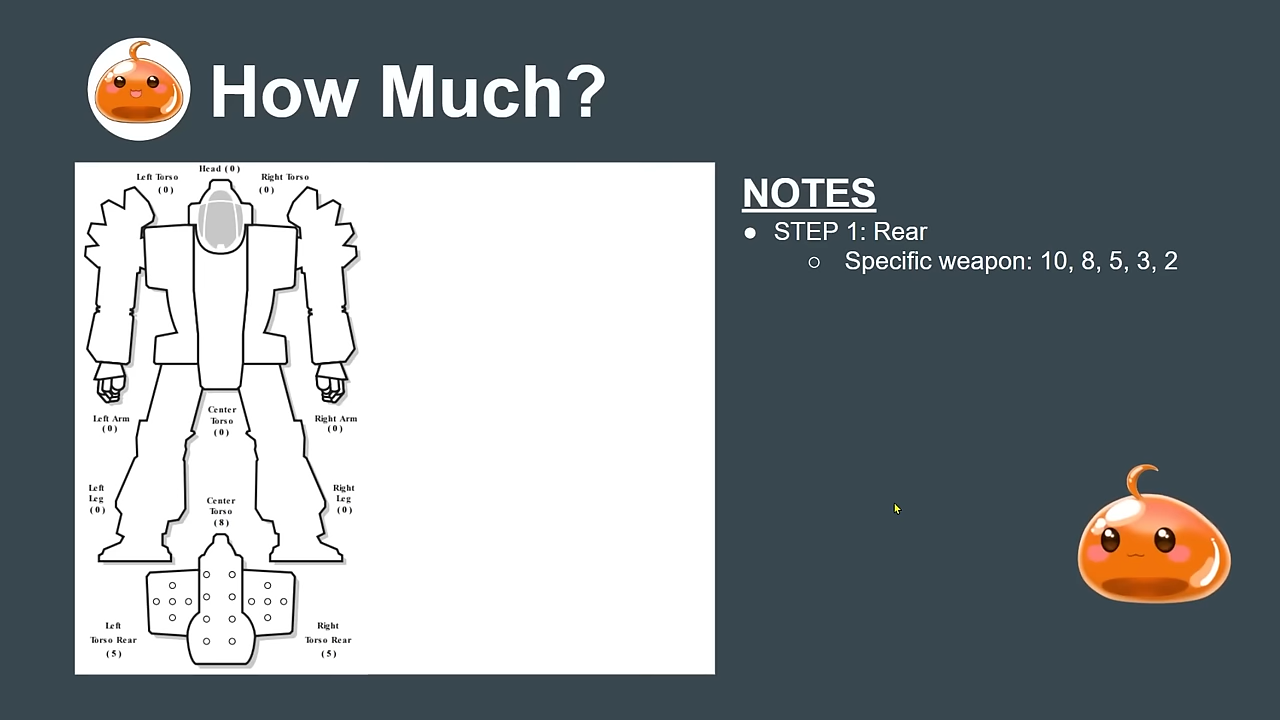 How Much?
Head (0)
Left Torso
(0)
Right Torso
(0)
Left Arm
(0)
Center
Torso
(0)
Right Arm
(0)
Left
Leg
(0)
Right
Leg
(0)
Center
Torso
(8)
Left
Torso Rear
(5)
Right
Torso Rear
(5)
NOTES
● STEP 1: Rear
○ Specific weapon: 10, 8, 5, 3, 2